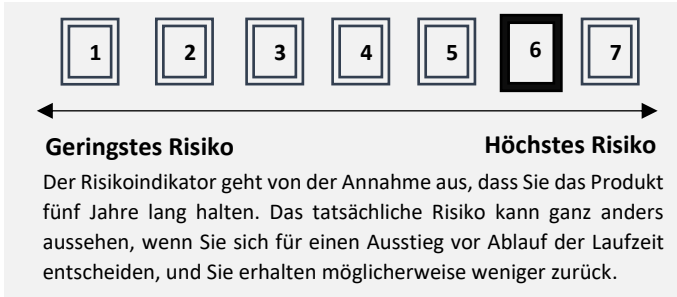 1 2 3 4 5 6 7
Geringstes Risiko Höchstes Risiko
Der Risikoindikator geht von der Annahme aus, dass Sie das Produkt
fünf Jahre lang halten. Das tatsächliche Risiko kann ganz anders
aussehen, wenn Sie sich für einen Ausstieg vor Ablauf der Laufzeit
entscheiden, und Sie erhalten möglicherweise weniger zurück.